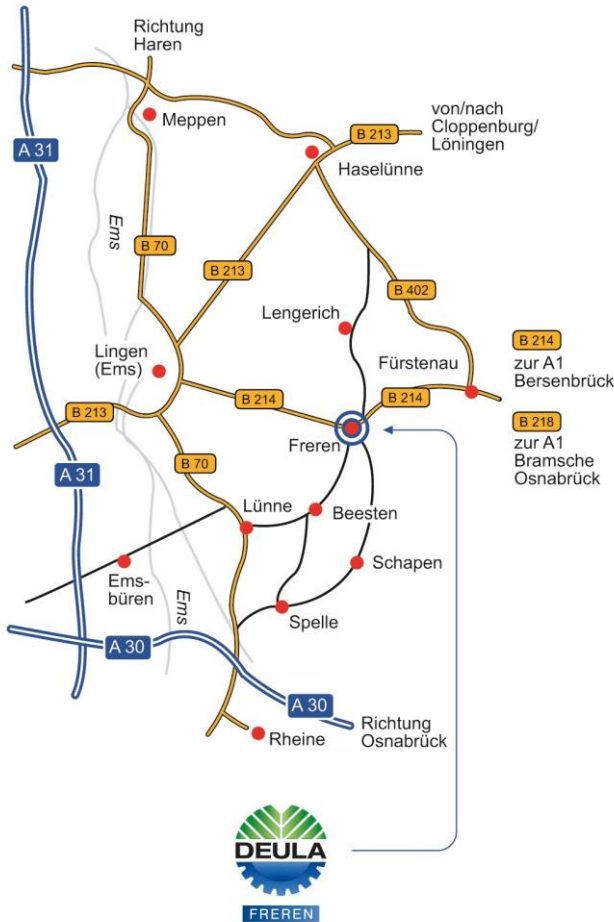 Richtung
Haren
A 31
Meppen
B 213
von/nach
Cloppenburg/
Löningen
Haselünne
Ems
B 70
B 213
B 402
Lengerich
Lingen
(Ems)
Fürstenau
B 214
zur A1
Bersenbrück
B 213
B 214
B 214
B 218
zur A1
Bramsche
Osnabrück
Freren
B 70
A 31
Lünne
Beesten
Schapen
Ems-
büren
Ems
Spelle
A 30
A 30
Richtung
Osnabrück
Rheine
DEULA
FREREN